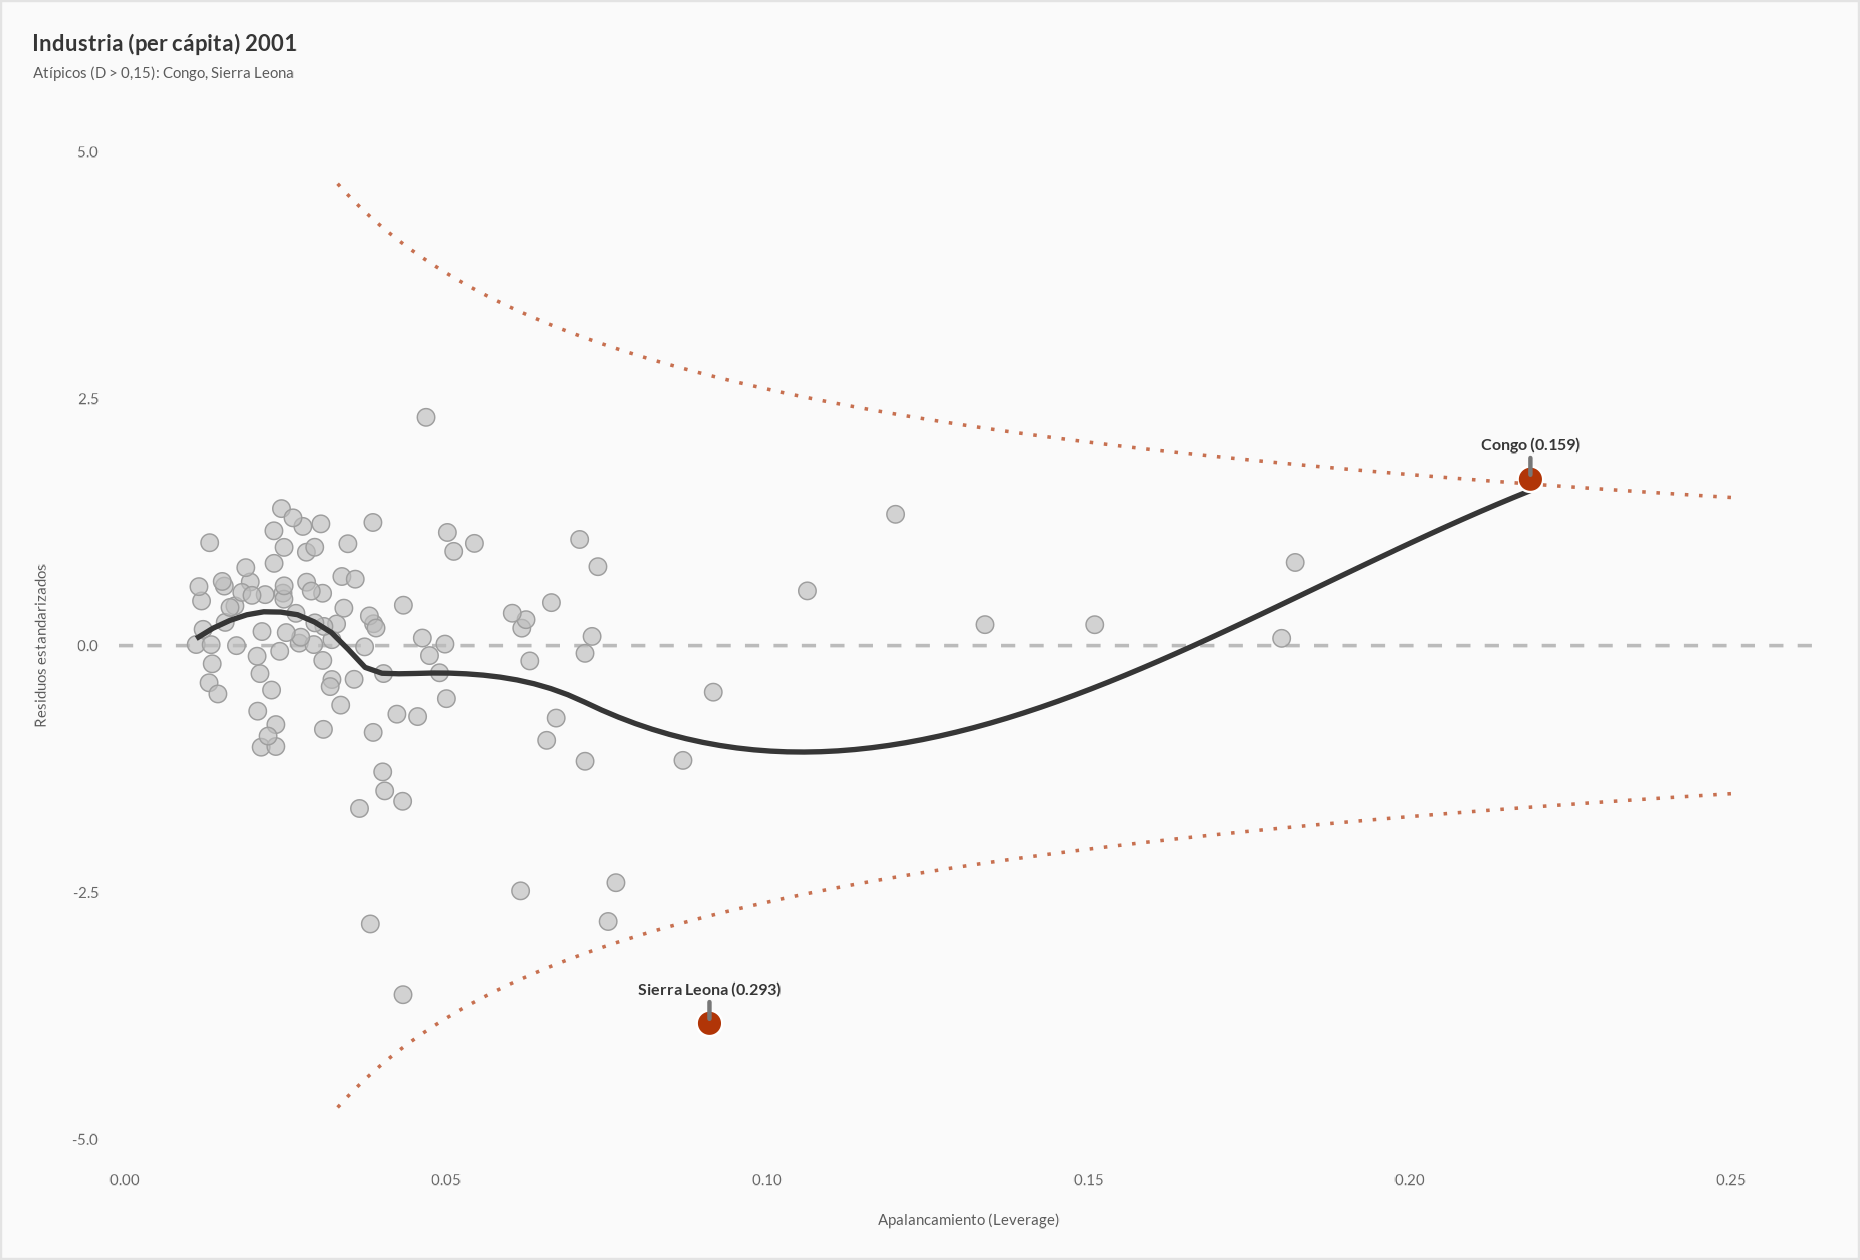 Industria (per cápita) 2001
Atípicos (D > 0,15): Congo, Sierra Leona
5.0
2.5
Congo (0.159)
0.0
Residuos estandarizados
-2.5
Sierra Leona (0.293)
-5.0
0.00 0.05 0.10 0.15 0.20 0.25
Apalancamiento (Leverage)